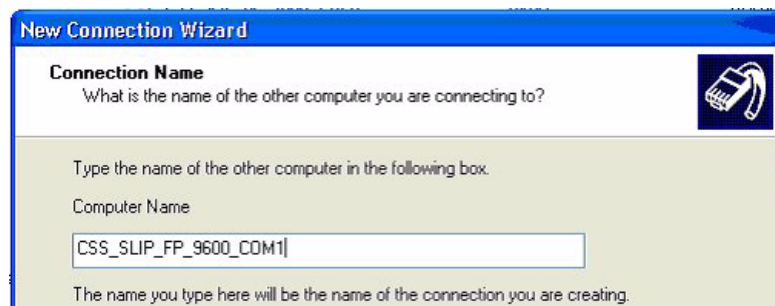 New Connection Wizard
Connection Name
What is the name of the other computer you are connecting to?
Type the name of the other computer in the following box.
Computer Name
CSS_SLIP_FP_9600_COM1
The name you type here will be the name of the connection you are creating.